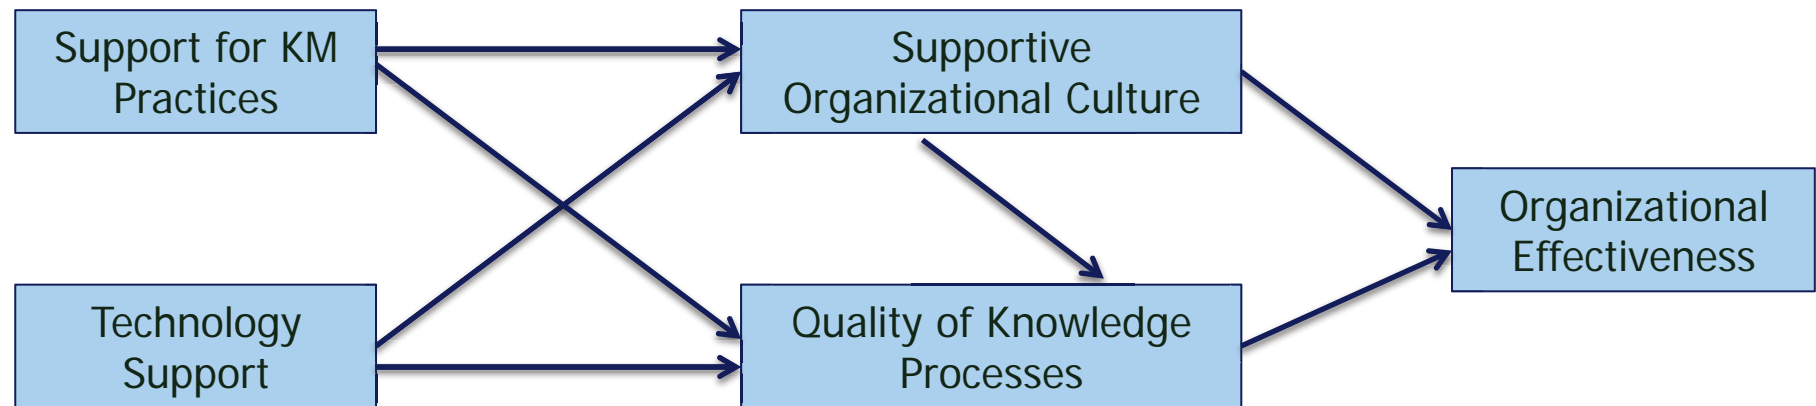 Support for KM
Practices
Supportive
Organizational Culture
Organizational
Effectiveness
Technology
Support
Quality of Knowledge
Processes